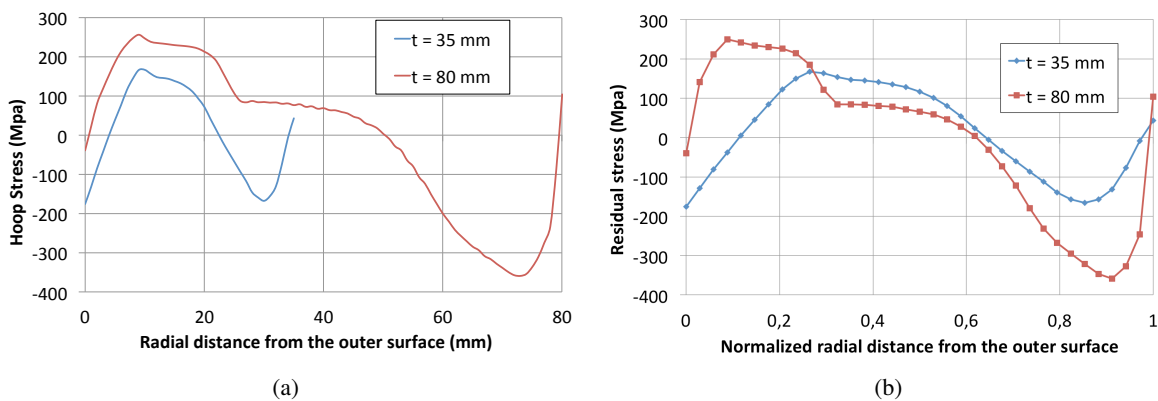 300
200
100
0
-100
-200
300
-400
0
20
40
60
80
Hoop Stress (Mpa)
Radial distance from the outer surface (mm)
t = 35 mm
t = 80 mm
(a)
300
200
100
0
-100
-200
-300
-400
0
0,2
0,4
0,6
0,8
1
Residual stress (Mpa)
Normalized radial distance from the outer surface
t = 35 mm
t = 80 mm
(b)